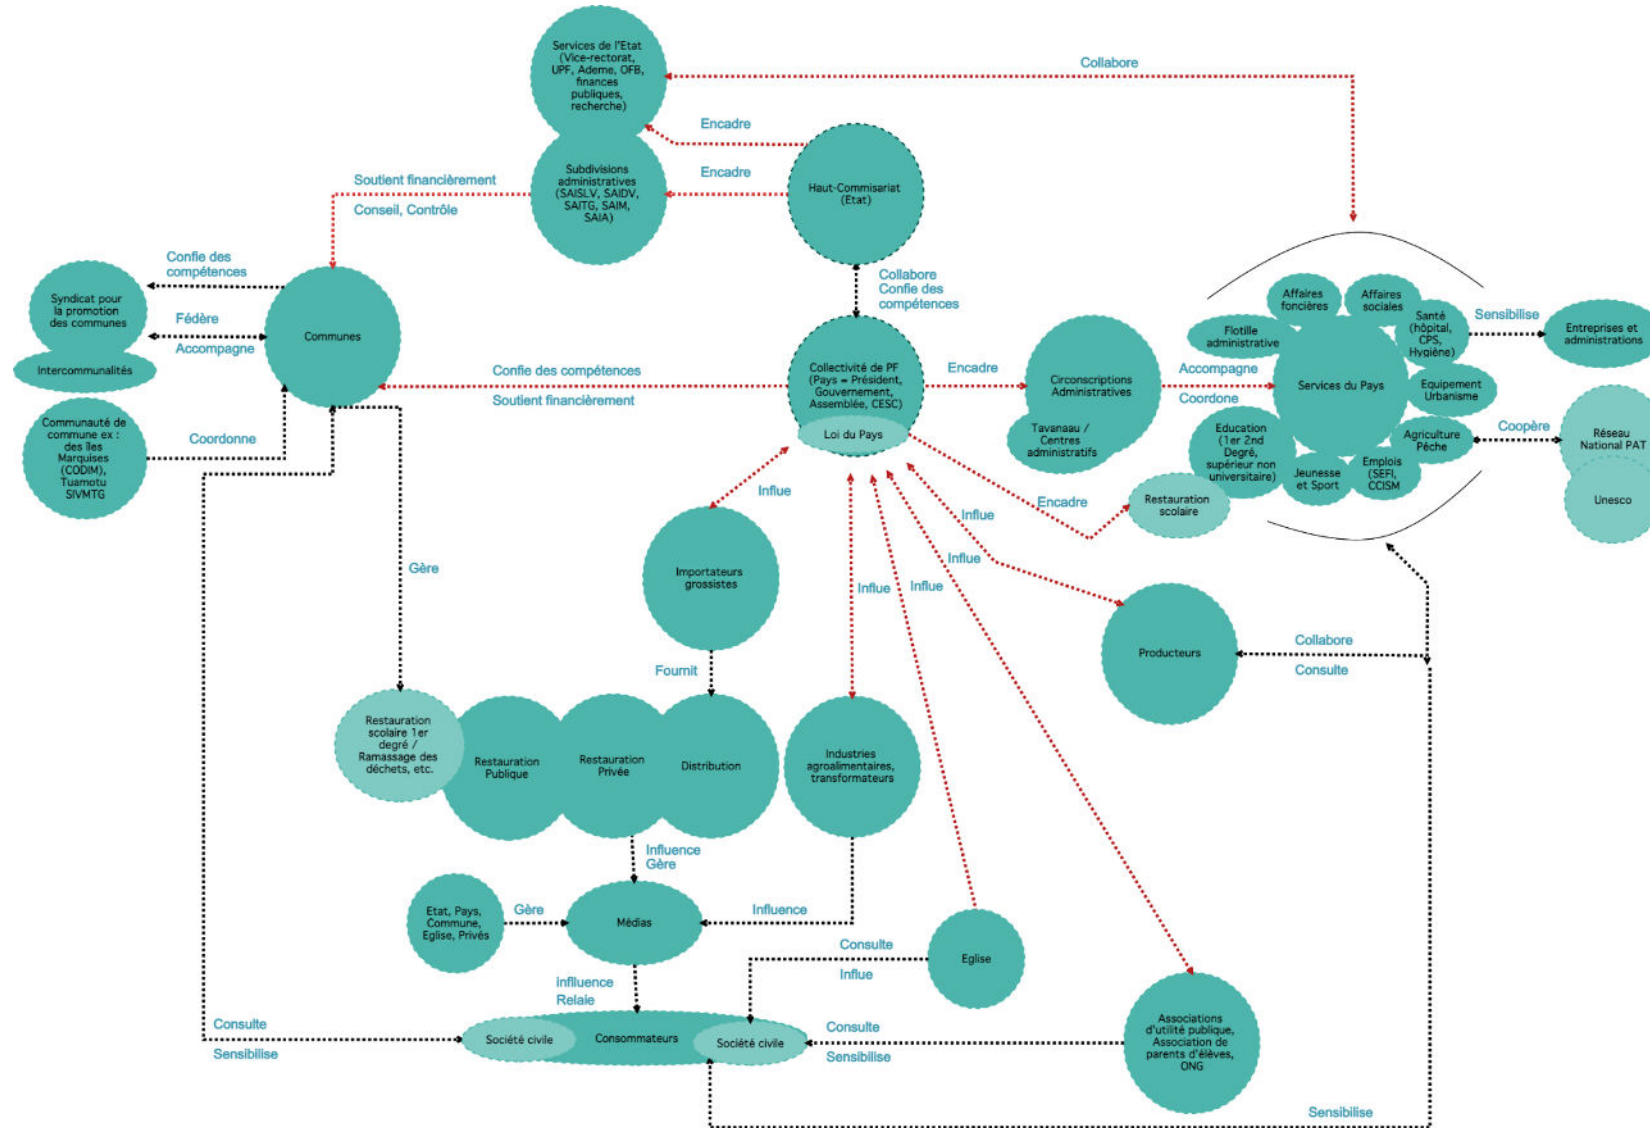 Services de l'Etat
(Vice-rectorat,
UPF, Ademe, OFB,
finances
publiques,
recherche)
Collabore
Encadre
Subdivisions
administratives
(SAISLV, SAIDV,
SAITG, SAIM,
SAIA)
Encadre
Haut-Commisariat
(Etat)
Soutient financièrement
Conseil, Contrôle
Confie des
compétences
Syndicat pour
la promotion
des communes
Fédère
Accompagne
Intercommunalités
Communes
Communauté de
commune ex :
des îles
Marquises
(CODIM),
Tuamotu
SIVMTG
Coordonne
Collabore
Confie des
compétences
Confie des compétences
Soutient financièrement
Collectivité de PF
(Pays = Président,
Gouvernement,
Assemblée, CESC)
Loi du Pays
Encadre
Circonscriptions
Administratives
Tavanaau /
Centres
administratifs
Accompagne
Coordone
Affaires
foncières
Affaires
sociales
Flotille
administrative
Santé
(hôpital,
CPS,
Hygiène)
Services du Pays
Equipement
Urbanisme
Agriculture
Pêche
Emplois
(SEFI,
CCISM)
Jeunesse
et Sport
Education
(1er 2nd
Degré,
supérieur non
universitaire)
Restauration
scolaire
Sensibilise
Entreprises et
administrations
Coopère
Réseau
National PAT
Unesco
Encadre
Influe
Influe
Influe
Influe
Influe
Importateurs
grossistes
Gère
Fournit
Producteurs
Collabore
Consulte
Restauration
scolaire 1er
degré /
Ramassage des
déchets, etc.
Restauration
Publique
Restauration
Privée
Distribution
Industries
agroalimentaires,
transformateurs
Influence
Gère
Etat, Pays,
Commune,
Eglise, Privés
Gère
Médias
Influence
Consulte
Influe
Eglise
infIluence
Relaie
Consulte
Sensibilise
Société civile
Consommateurs
Société civile
Consulte
Sensibilise
Associations
d'utilité publique,
Association de
parents d'élèves,
ONG
Sensibilise